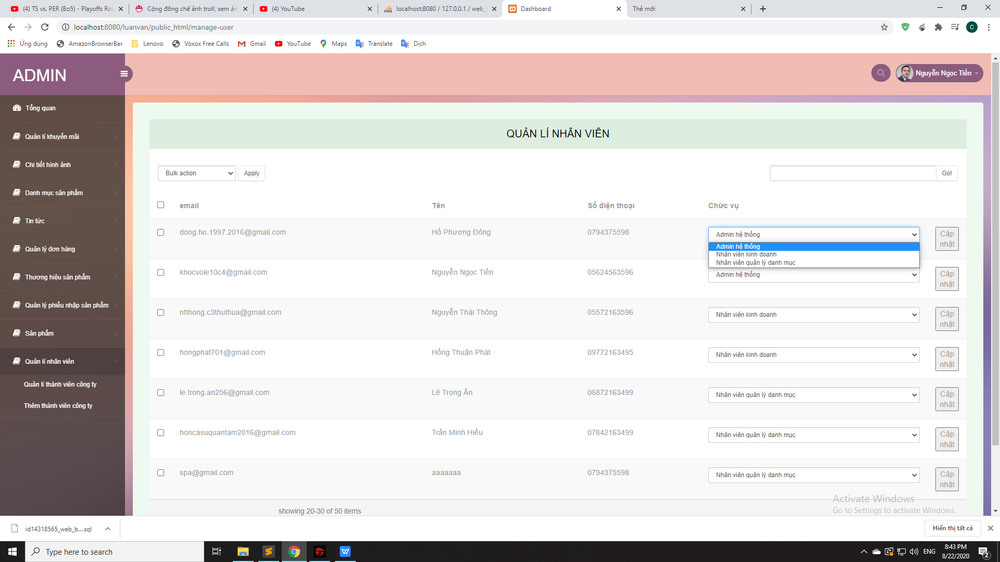 (4) TS vs. PER (Bo5) - Playoffs Rou
Cộng đồng chế ảnh troll, xem ản
(4) YouTube
localhost:8080 / 127.0.0.1 / web_
Dashboard
Thẻ mới
localhost:8080/luanvan/public_html/manage-user
C
Ứng dụng
AmazonBrowserBar
Lenovo
Voxox Free Calls
Gmail
YouTube
Maps
Translate
Dịch
ADMIN
Nguyễn Ngọc Tiến
Tổng quan
Quản lí khuyến mãi
Chi tiết hình ảnh
Danh mục sản phẩm
Tin tức
Quản lý đơn hàng
Thương hiệu sản phẩm
Quản lý phiếu nhập sản phẩm
Sản phẩm
Quản lí nhân viên
Quản lí thành viên công ty
Thêm thành viên công ty
QUẢN LÍ NHÂN VIÊN
Bulk action
Apply
Go!
email Tên Số điện thoại Chức vụ
dong.ho.1997.2016@gmail.com Hồ Phương Đông 0794375598 Admin hệ thống Cập nhật
Admin hệ thống
Nhân viên kinh doanh
Nhân viên quản lý danh mục
khocvole10c4@gmail.com Nguyễn Ngọc Tiến 05624563596 Admin hệ thống Cập nhật
ntthong.c3thuthua@gmail.com Nguyễn Thái Thông 05572163596 Nhân viên kinh doanh Cập nhật
hongphat701@gmail.com Hồng Thuận Phát 09772163495 Nhân viên kinh doanh Cập nhật
le.trong.an256@gmail.com Lê Trọng Ân 06872163499 Nhân viên quản lý danh mục Cập nhật
honcasuquantam2016@gmail.com Trần Minh Hiếu 07842163499 Nhân viên quản lý danh mục Cập nhật
spa@gmail.com aaaaaaa 0794375598 Nhân viên quản lý danh mục Cập nhật
showing 20-30 of 50 items
Activate Windows
Go to Settings to activate Windows.
id14318565_web_b....sql
Hiển thị tất cả
Type here to search
ENG
8:43 PM
8/22/2020
2